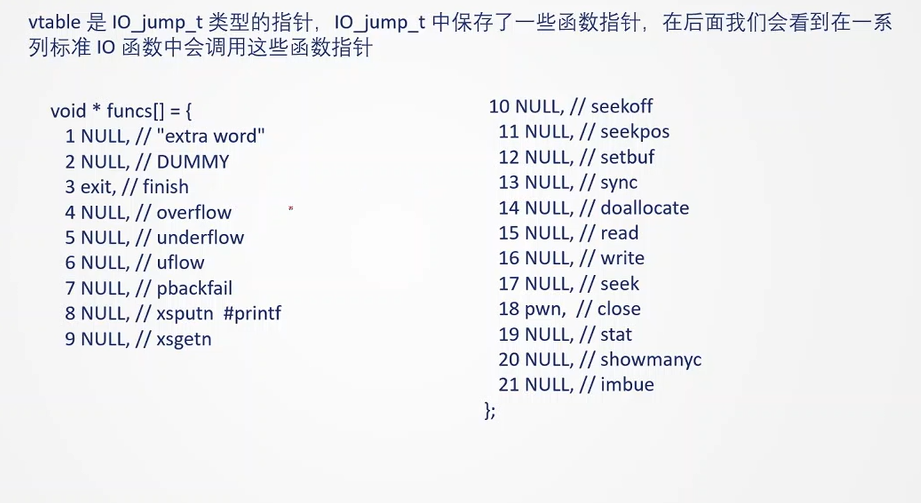 vtable 是 IO_jump_t 类型的指针，IO_jump_t 中保存了一些函数指针，在后面我们会看到在一系
列标准 IO 函数中会调用这些函数指针
void * funcs[] = {
1 NULL, // "extra word"
2 NULL, // DUMMY
3 exit, // finish
4 NULL, // overflow
5 NULL, // underflow
6 NULL, // uflow
7 NULL, // pbackfail
8 NULL, // xsputn #printf
9 NULL, // xsgetn
10 NULL, // seekoff
11 NULL, // seekpos
12 NULL, // setbuf
13 NULL, // sync
14 NULL, // doallocate
15 NULL, // read
16 NULL, // write
17 NULL, // seek
18 pwn, // close
19 NULL, // stat
20 NULL, // showmanyc
21 NULL, // imbue
};